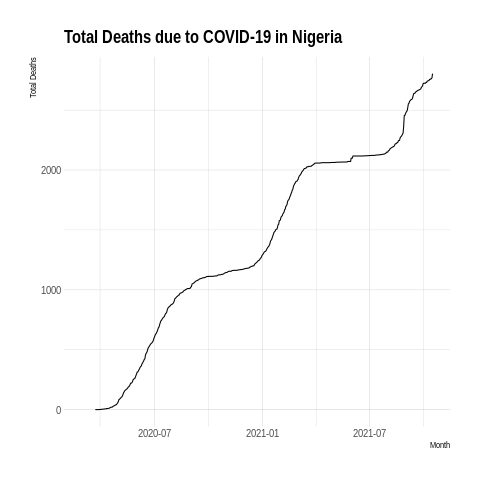 Total Deaths due to COVID-19 in Nigeria
Total Deaths
2000
1000
0
2020-07
2021-01
2021-07
Month